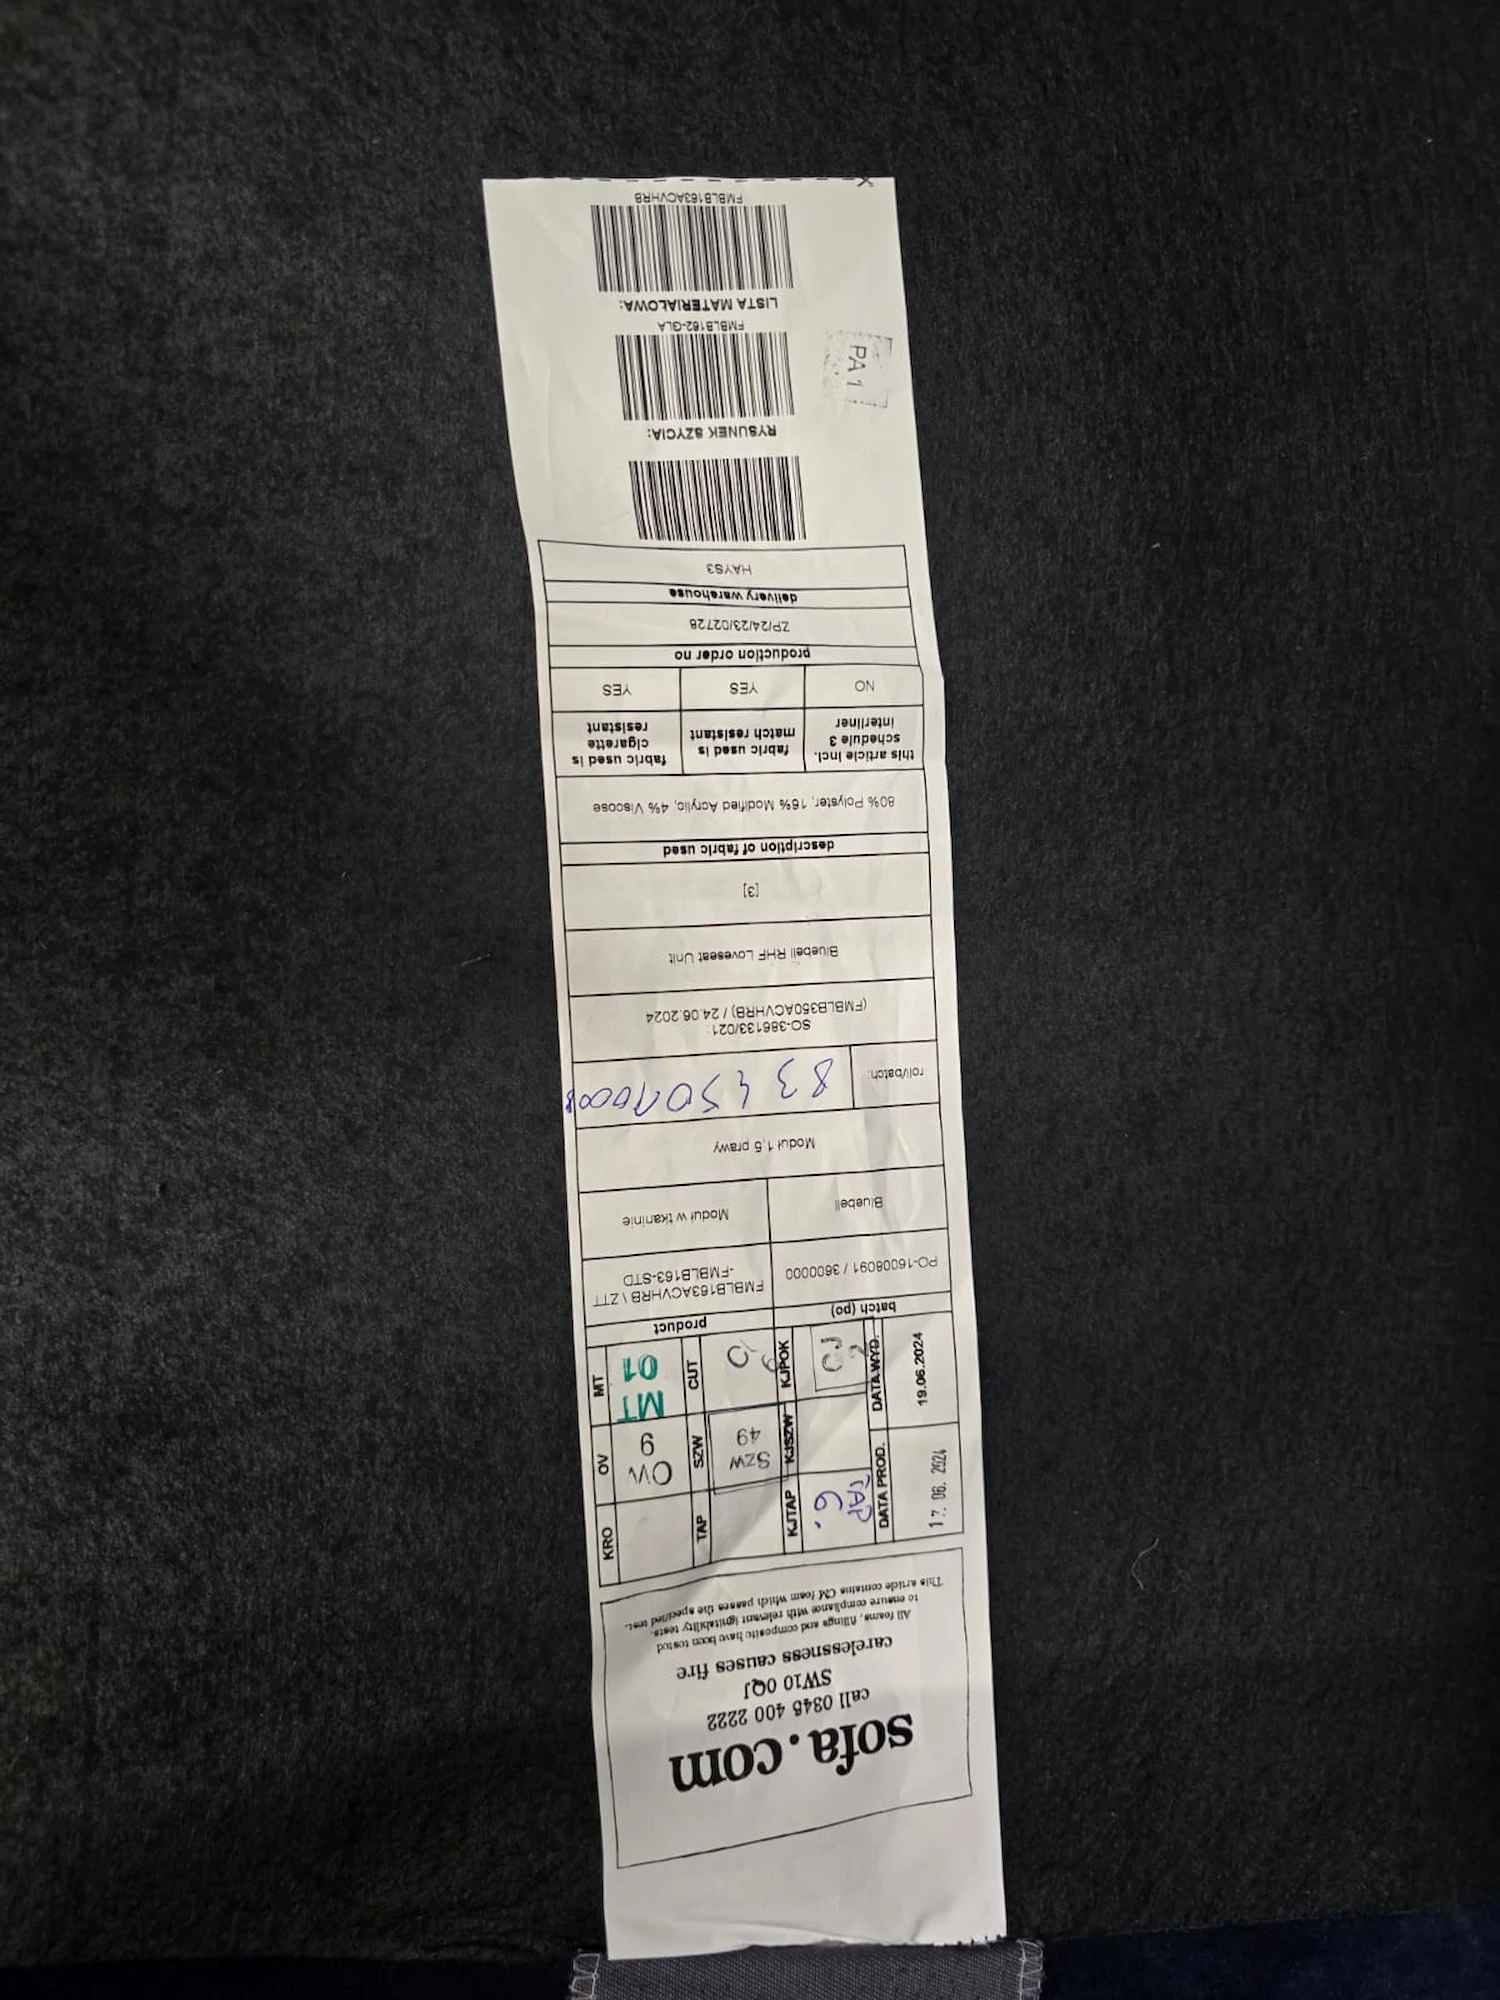 sofa.com
call 0345 400 2222
SW10 0QJ
carelessness causes fire
All foams, fillings and composite have been tested
to ensure compliance with relevant ignitability tests.
This article contains CM foam which passes the specified test.
DATA PROD. DATA WYD.
17. 06. 2024 19.06.2024
KJTAP KJSZW KJPOK
TAP
6.
TAP SZW CUT
SZW
49
KRO OV MT
OW
9
MT
01
batch (po) product
PO-16008091 / 3600000
FMBLB163ACVHRB \ ZTT
-FMBLB163-STD
Bluebell Moduł w tkaninie
Moduł 1,5 prawy
roll/batch:
SO-386133/021:
(FMBLB350ACVHRB) / 24.06.2024
Bluebell RHF Loveseat Unit
[3]
description of fabric used
80% Polyster, 16% Modified Acrylic, 4% Viscose
this article incl.
schedule 3
interliner
fabric used is
match resistant
fabric used is
cigarette
resistant
NO YES YES
production order no
ZP/24/23/02728
delivery warehouse
HAYS3
RYSUNEK SZYCIA:
PA 1
FMBLB162-GLA
LISTA MATERIAŁOWA:
FMBLB163ACVHRB